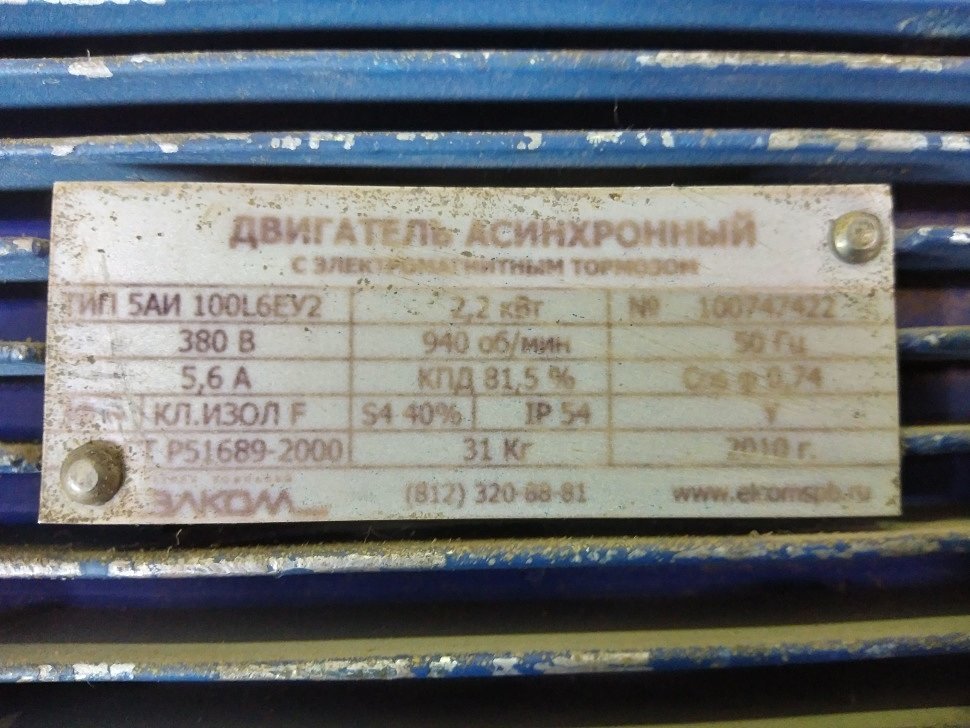 ДВИГАТЕЛЬ АСИНХРОННЫЙ
С ЭЛЕКТРОМАГНИТНЫМ ТОРМОЗОМ
ТИП 5АИ 100L6ЕУ2 2,2 кВт № 100747422
380 В 940 об/мин 50 Гц
5,6 А КПД 81,5 % Cos φ 0,74
КЛ.ИЗОЛ F S4 40% IP 54 Y
Т Р51689-2000 31 Кг 2010 г.
ЭЛКОМ (812) 320-88-81 www.elcomspb.ru